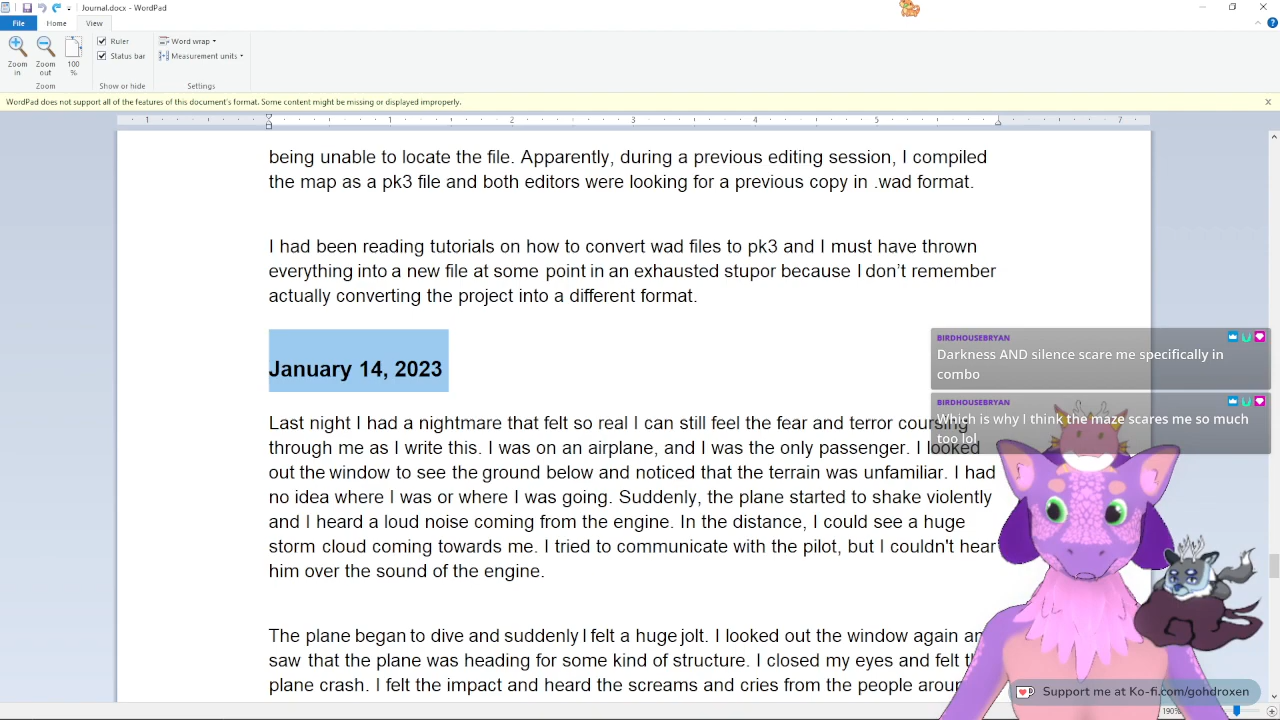 Journal.docx - WordPad
File
Home
View
Zoom in
Zoom out
100 %
Zoom
Ruler
Status bar
Show or hide
Word wrap
Measurement units
Settings
WordPad does not support all of the features of this document's format. Some content might be missing or displayed improperly.
1 1 2 3 4 5 7
being unable to locate the file. Apparently, during a previous editing session, I compiled
the map as a pk3 file and both editors were looking for a previous copy in .wad format.
I had been reading tutorials on how to convert wad files to pk3 and I must have thrown
everything into a new file at some point in an exhausted stupor because I don’t remember
actually converting the project into a different format.
January 14, 2023
Last night I had a nightmare that felt so real I can still feel the fear and terror coursing
through me as I write this. I was on an airplane, and I was the only passenger. I looked
out the window to see the ground below and noticed that the terrain was unfamiliar. I had
no idea where I was or where I was going. Suddenly, the plane started to shake violently
and I heard a loud noise coming from the engine. In the distance, I could see a huge
storm cloud coming towards me. I tried to communicate with the pilot, but I couldn't hear
him over the sound of the engine.
The plane began to dive and suddenly I felt a huge jolt. I looked out the window again an
saw that the plane was heading for some kind of structure. I closed my eyes and felt th
plane crash. I felt the impact and heard the screams and cries from the people aroun
BIRDHOUSEBRYAN
Darkness AND silence scare me specifically in
combo
BIRDHOUSEBRYAN
Which is why I think the maze scares me so much
too lol
Support me at Ko-fi.com/gohdroxen
190%